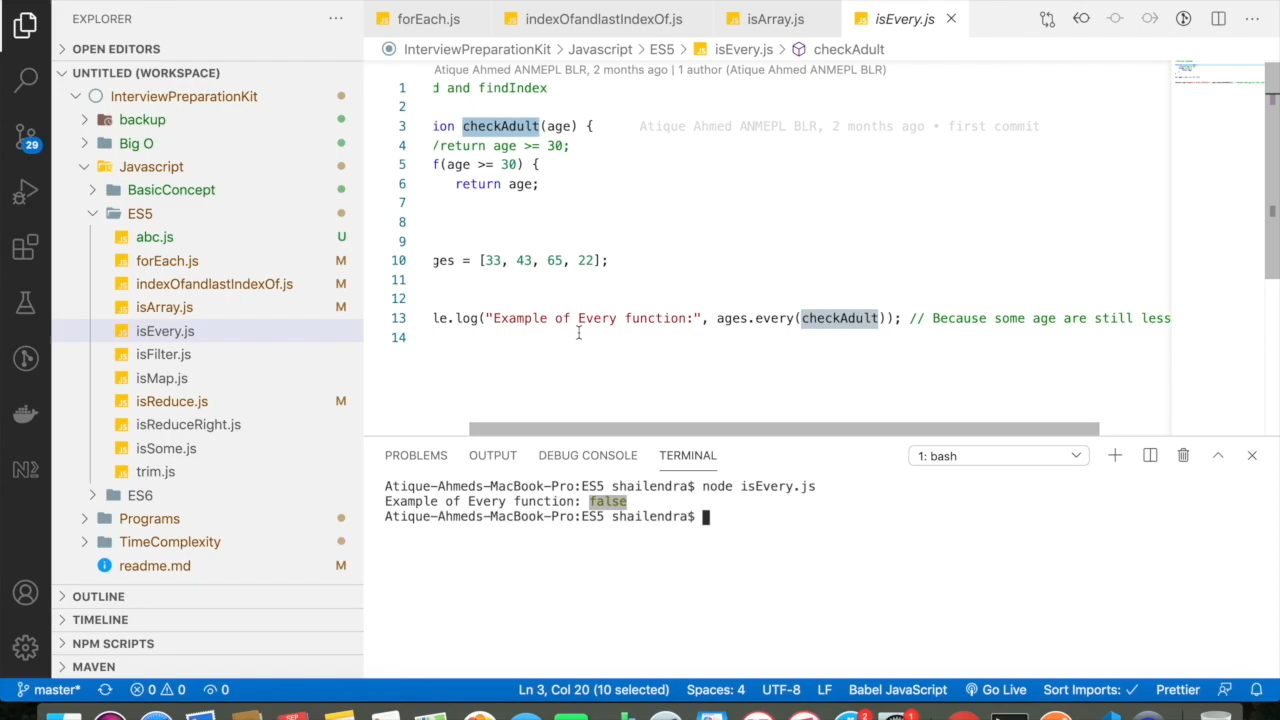 EXPLORER
forEach.js
indexOfandlastIndexOf.js
isArray.js
isEvery.js
OPEN EDITORS
InterviewPreparationKit > Javascript > ES5 > isEvery.js > checkAdult
UNTITLED (WORKSPACE)
Atique Ahmed ANMEPL BLR, 2 months ago | 1 author (Atique Ahmed ANMEPL BLR)
InterviewPreparationKit
backup
Big O
Javascript
BasicConcept
ES5
abc.js U
forEach.js M
indexOfandlastIndexOf.js M
isArray.js M
isEvery.js
isFilter.js
isMap.js
isReduce.js M
isReduceRight.js
isSome.js
trim.js
ES6
Programs
TimeComplexity
readme.md M
OUTLINE
TIMELINE
NPM SCRIPTS
MAVEN
29
1 d and findIndex
2
3 ion checkAdult(age) { Atique Ahmed ANMEPL BLR, 2 months ago • first commit
4 /return age >= 30;
5 f(age >= 30) {
6 return age;
7
8
9
10 ges = [33, 43, 65, 22];
11
12
13 le.log("Example of Every function:", ages.every(checkAdult)); // Because some age are still less
14
PROBLEMS OUTPUT DEBUG CONSOLE TERMINAL 1: bash
Atique-Ahmeds-MacBook-Pro:ES5 shailendra$ node isEvery.js
Example of Every function: false
Atique-Ahmeds-MacBook-Pro:ES5 shailendra$
master* 0 0 0 Ln 3, Col 20 (10 selected) Spaces: 4 UTF-8 LF Babel JavaScript Go Live Sort Imports: ✓ Prettier